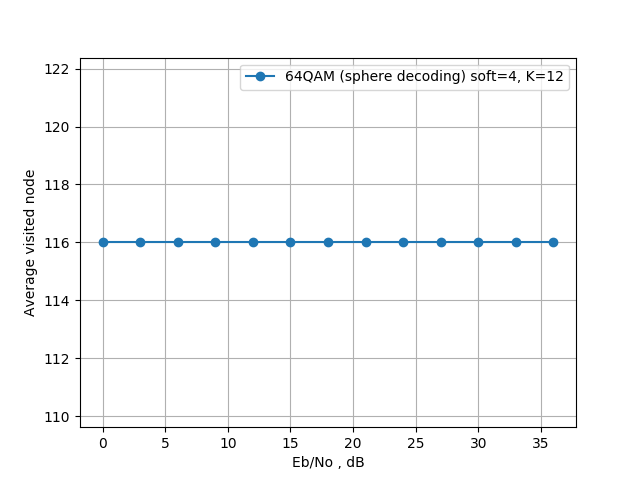 64QAM (sphere decoding) soft=4, K=12
Average visited node
122
120
118
116
114
112
110
0 5 10 15 20 25 30 35
Eb/No , dB